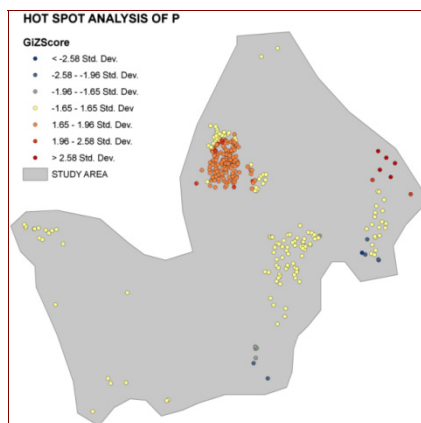 HOT SPOT ANALYSIS OF P
GiZScore
< -2.58 Std. Dev.
-2.58 - -1.96 Std. Dev.
-1.96 - -1.65 Std. Dev.
-1.65 - 1.65 Std. Dev
1.65 - 1.96 Std. Dev.
1.96 - 2.58 Std. Dev.
> 2.58 Std. Dev.
STUDY AREA